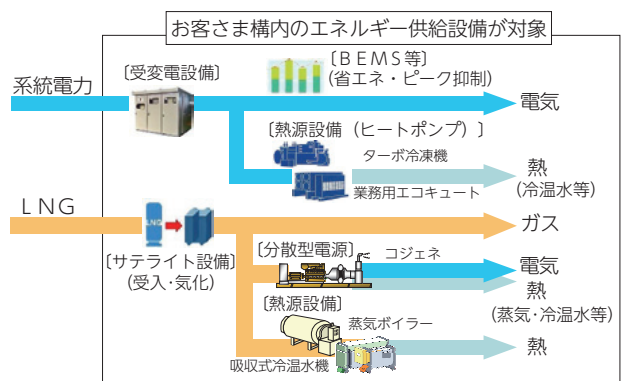 お客さま構内のエネルギー供給設備が対象
系統電力
〔受変電設備〕
〔BEMS等〕
(省エネ・ピーク抑制)
電気
〔熱源設備(ヒートポンプ)〕
ターボ冷凍機
業務用エコキュート
熱
(冷温水等)
LNG
LNG
ガス
〔サテライト設備〕
(受入・気化)
〔分散型電源〕
コジェネ
電気
熱
(蒸気・冷温水等)
〔熱源設備〕
蒸気ボイラー
吸収式冷温水機
熱